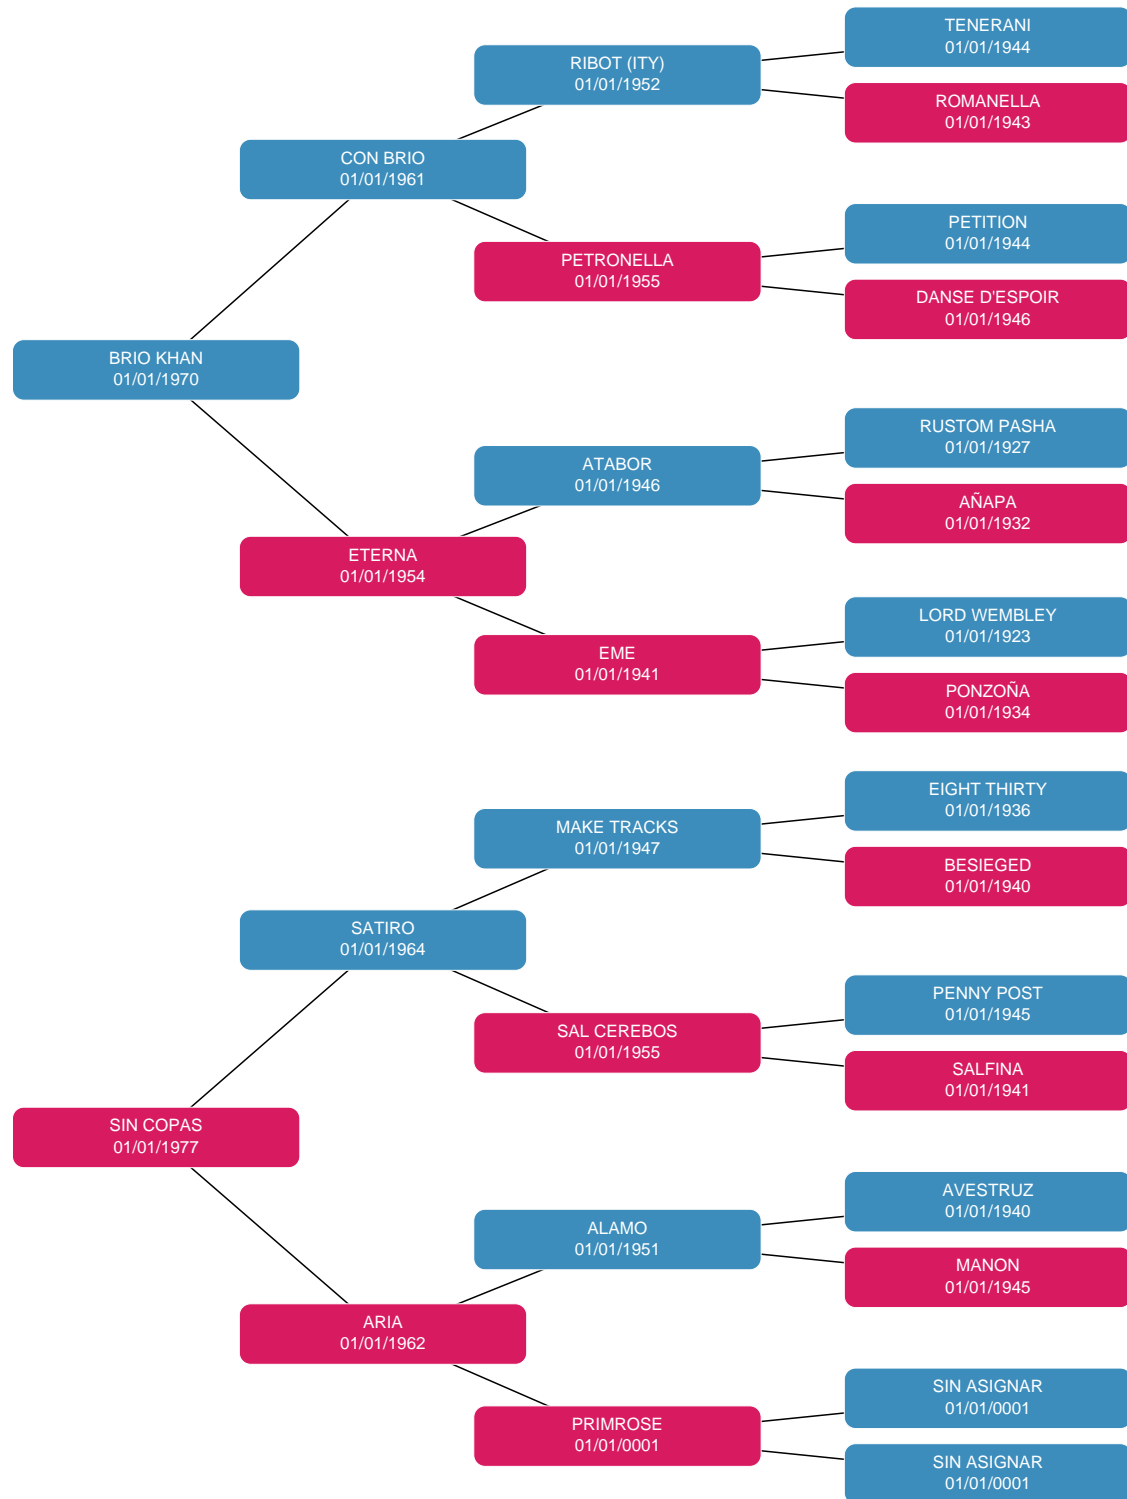 TENERANI
01/01/1944
RIBOT (ITY)
01/01/1952
ROMANELLA
01/01/1943
CON BRIO
01/01/1961
PETITION
01/01/1944
PETRONELLA
01/01/1955
DANSE D'ESPOIR
01/01/1946
BRIO KHAN
01/01/1970
RUSTOM PASHA
01/01/1927
ATABOR
01/01/1946
AÑAPA
01/01/1932
ETERNA
01/01/1954
LORD WEMBLEY
01/01/1923
EME
01/01/1941
PONZOÑA
01/01/1934
EIGHT THIRTY
01/01/1936
MAKE TRACKS
01/01/1947
BESIEGED
01/01/1940
SATIRO
01/01/1964
PENNY POST
01/01/1945
SAL CEREBOS
01/01/1955
SALFINA
01/01/1941
SIN COPAS
01/01/1977
AVESTRUZ
01/01/1940
ALAMO
01/01/1951
MANON
01/01/1945
ARIA
01/01/1962
SIN ASIGNAR
01/01/0001
PRIMROSE
01/01/0001
SIN ASIGNAR
01/01/0001